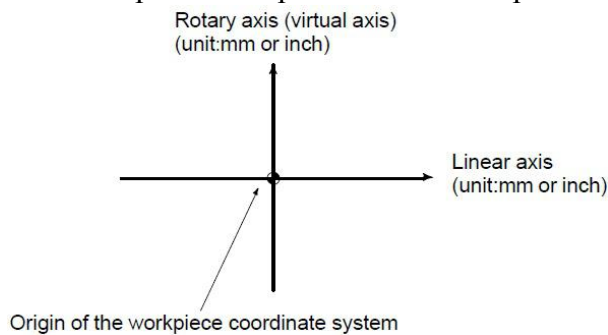 Rotary axis (virtual axis)
(unit:mm or inch)
Linear axis
(unit:mm or inch)
Origin of the workpiece coordinate system